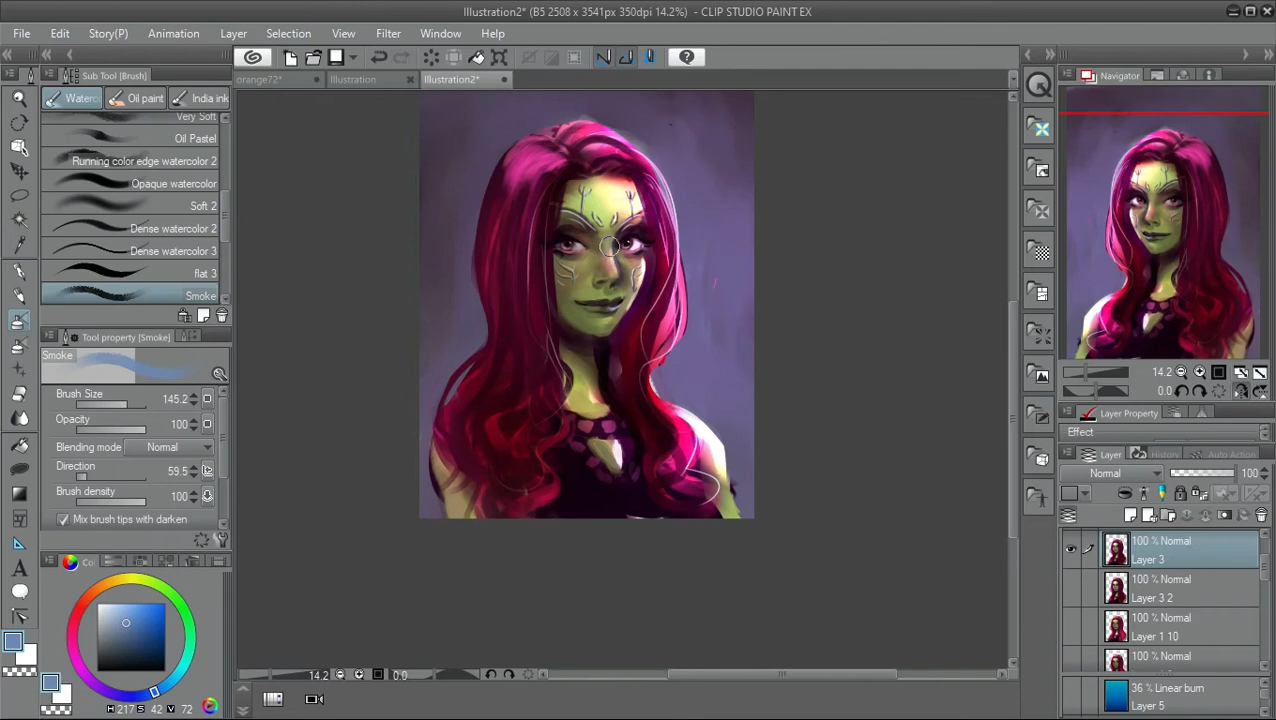 Illustration2* (B5 2508 x 3541px 350dpi 14.2%) - CLIP STUDIO PAINT EX
File Edit Story(P) Animation Layer Selection View Filter Window Help
Sub Tool [Brush]
Waterc Oil paint India ink
orange72* Illustration Illustration2*
Navigator
Very Soft
Oil Pastel
Running color edge watercolor 2
Opaque watercolor
Soft 2
Dense watercolor 2
Dense watercolor 3
flat 3
Smoke
Tool property [Smoke]
Smoke
Brush Size 145.2
Opacity 100
Blending mode Normal
Direction 59.5
Brush density 100
Mix brush tips with darken
Co
H 217 S 42 V 72
14.2 0.0
14.2
0.0
Layer Property
Effect
Layer History Auto Action
Normal 100
100 % Normal
Layer 3
100 % Normal
Layer 3 2
100 % Normal
Layer 1 10
100 % Normal
36 % Linear burn
Layer 5